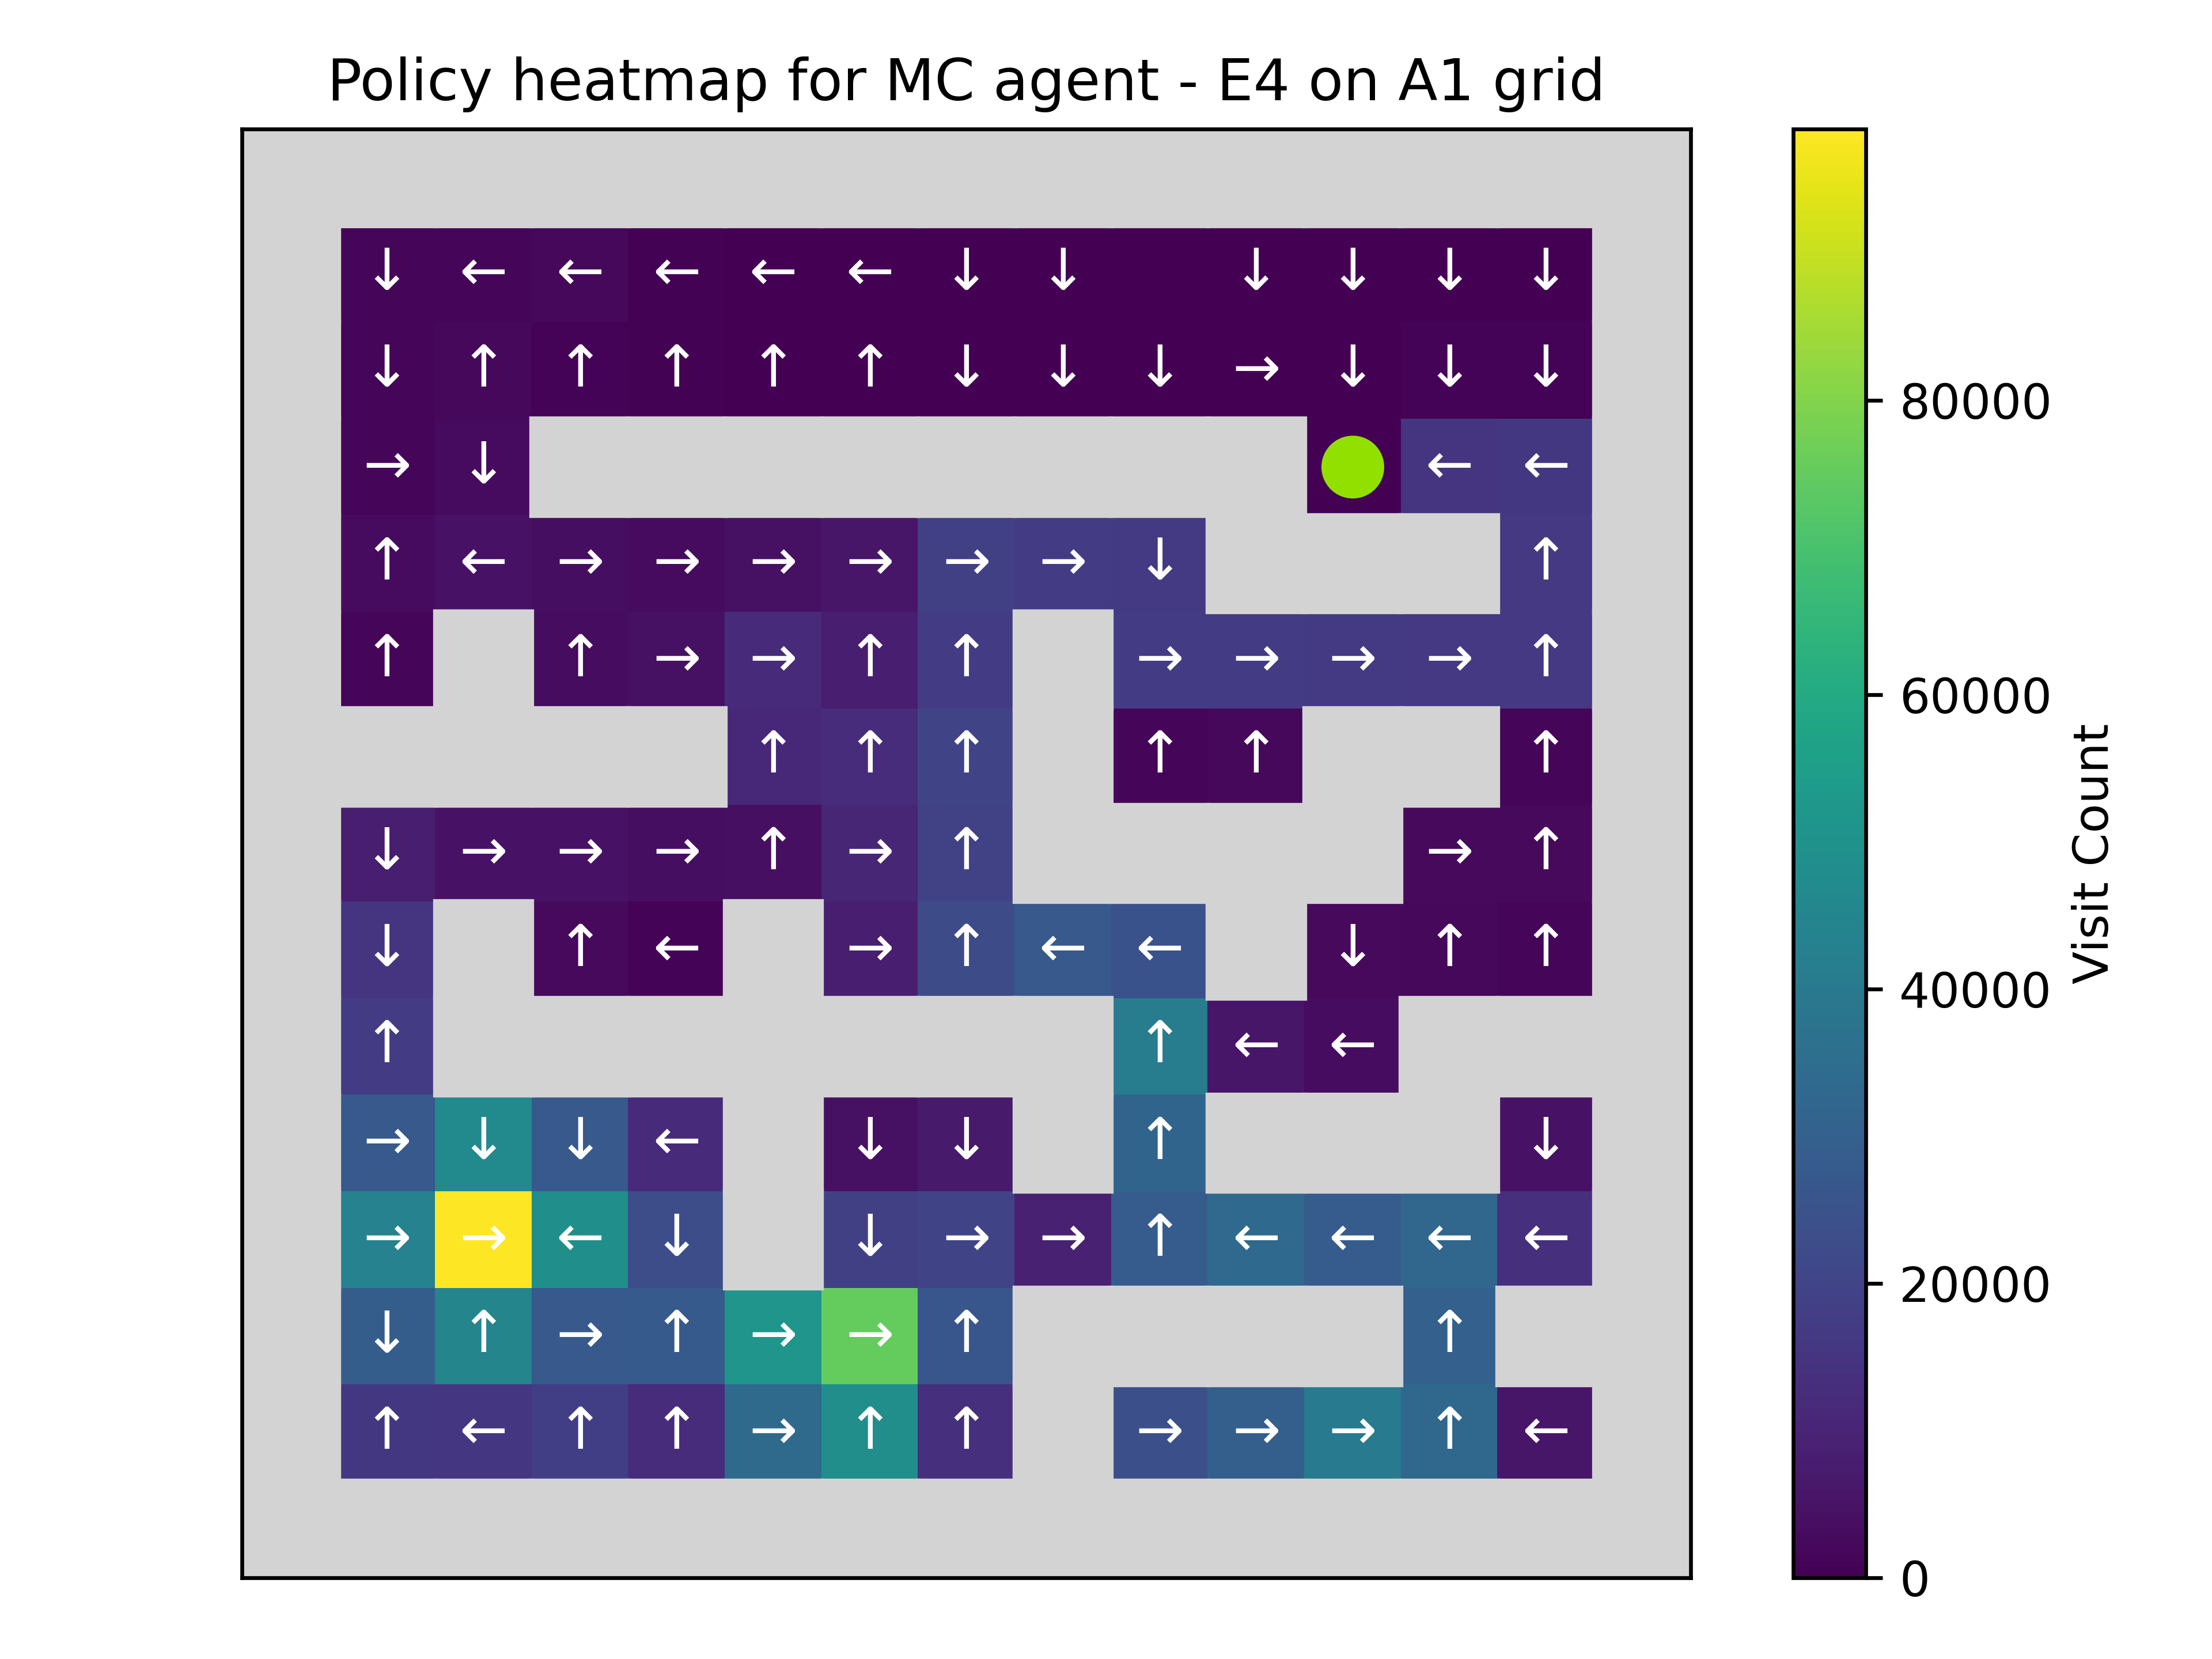 Policy heatmap for MC agent - E4 on A1 grid
↓ ← ← ← ← ← ↓ ↓ ↓ ↓ ↓ ↓
↓ ↑ ↑ ↑ ↑ ↑ ↓ ↓ ↓ → ↓ ↓ ↓
→ ↓ ← ←
↑ ← → → → → → → ↓ ↑
↑ ↑ → → ↑ ↑ → → → → ↑
↑ ↑ ↑ ↑ ↑ ↑
↓ → → → ↑ → ↑ → ↑
↓ ↑ ← → ↑ ← ← ↓ ↑ ↑
↑ ↑ ← ←
→ ↓ ↓ ← ↓ ↓ ↑ ↓
→ → ← ↓ ↓ → → ↑ ← ← ← ←
↓ ↑ → ↑ → → ↑ ↑
↑ ← ↑ ↑ → ↑ ↑ → → → ↑ ←
80000
60000
40000
20000
0
Visit Count